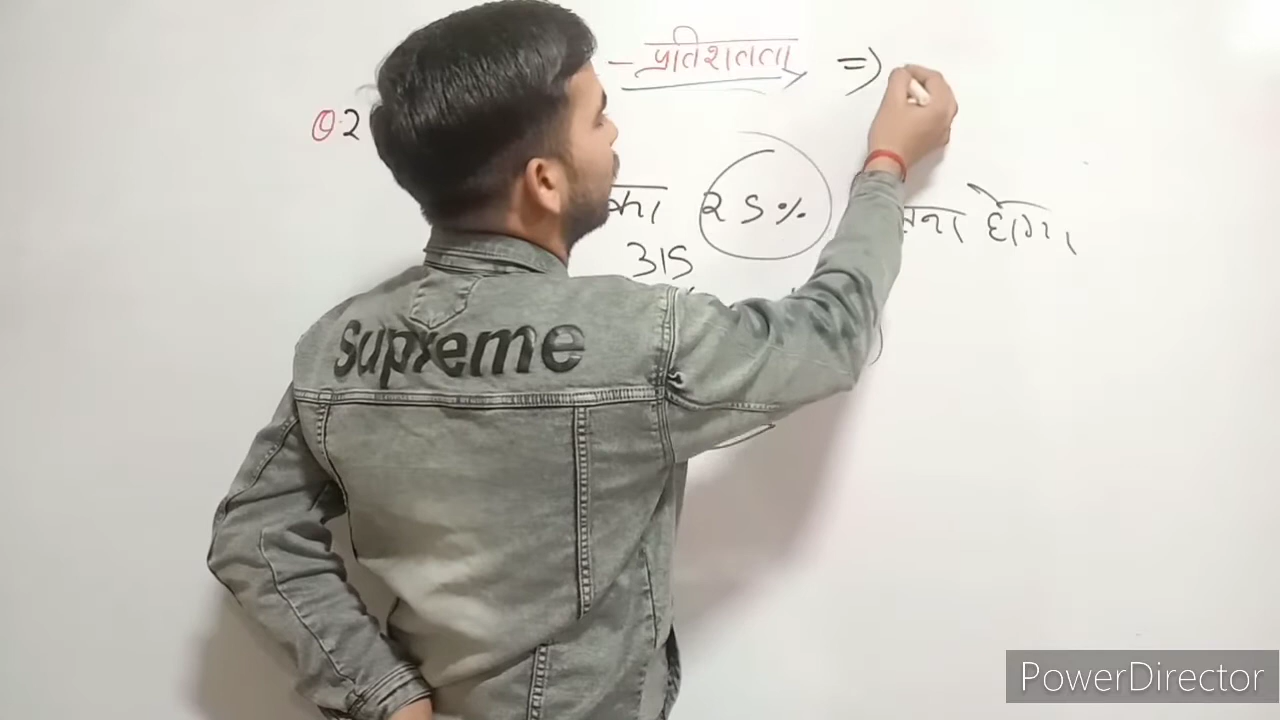 – प्रतिशतता =>
Q.2
का 25% होगा
315
Supreme
PowerDirector